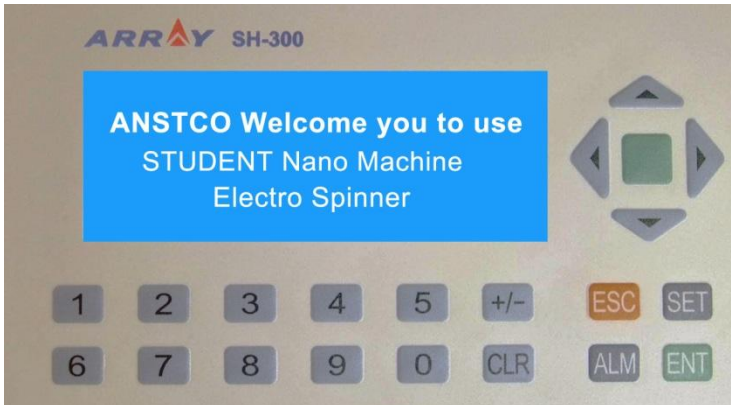 ARRAY SH-300
ANSTCO Welcome you to use
STUDENT Nano Machine
Electro Spinner
1 2 3 4 5 +/- ESC SET
6 7 8 9 0 CLR ALM ENT